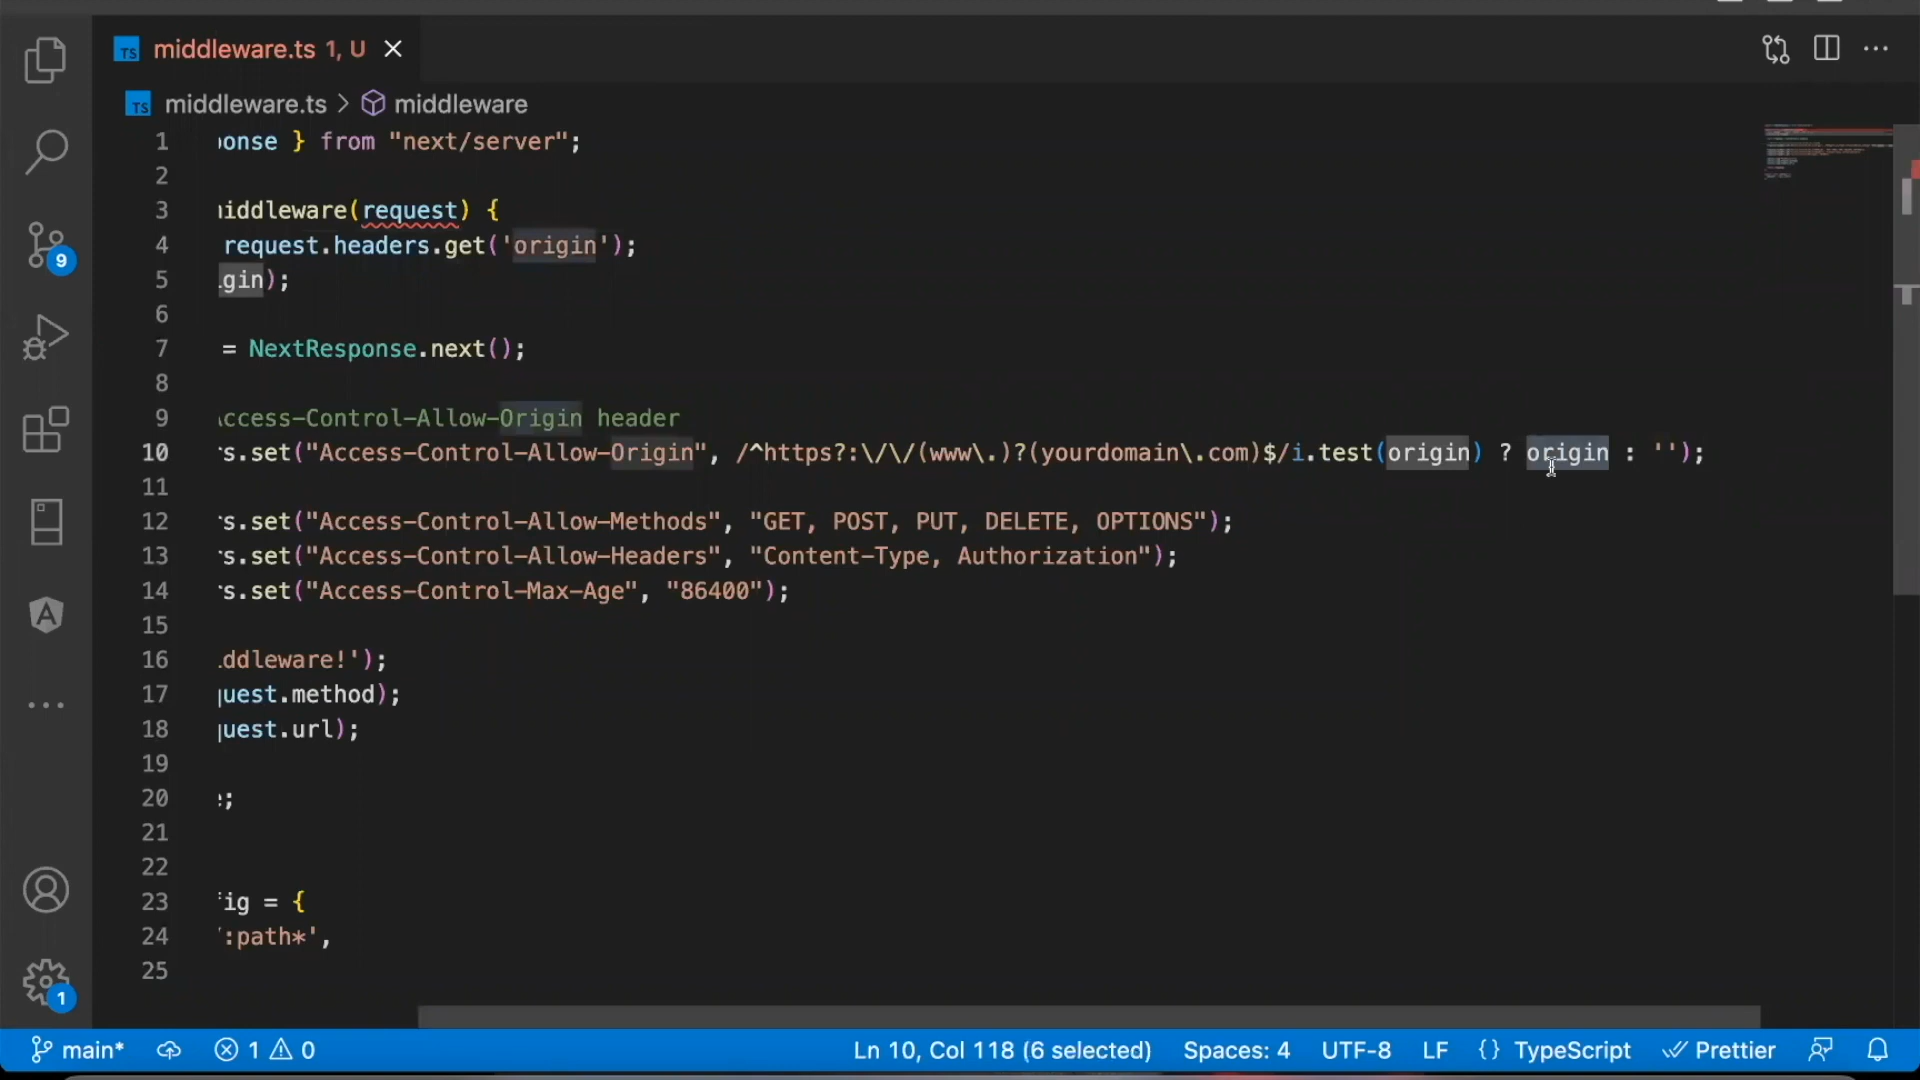 middleware.ts 1, U
middleware.ts > middleware
1 onse } from "next/server";
2
3 iddleware(request) {
4 request.headers.get('origin');
5 gin);
6
7 = NextResponse.next();
8
9 ccess-Control-Allow-Origin header
10 s.set("Access-Control-Allow-Origin", /^https?:\/\/(www\.)?(yourdomain\.com)$/i.test(origin) ? origin : '');
11
12 s.set("Access-Control-Allow-Methods", "GET, POST, PUT, DELETE, OPTIONS");
13 s.set("Access-Control-Allow-Headers", "Content-Type, Authorization");
14 s.set("Access-Control-Max-Age", "86400");
15
16 ddleware!');
17 uest.method);
18 uest.url);
19
20 ;
21
22
23 ig = {
24 :path*',
25
9
1
main* 1 0 Ln 10, Col 118 (6 selected) Spaces: 4 UTF-8 LF {} TypeScript Prettier